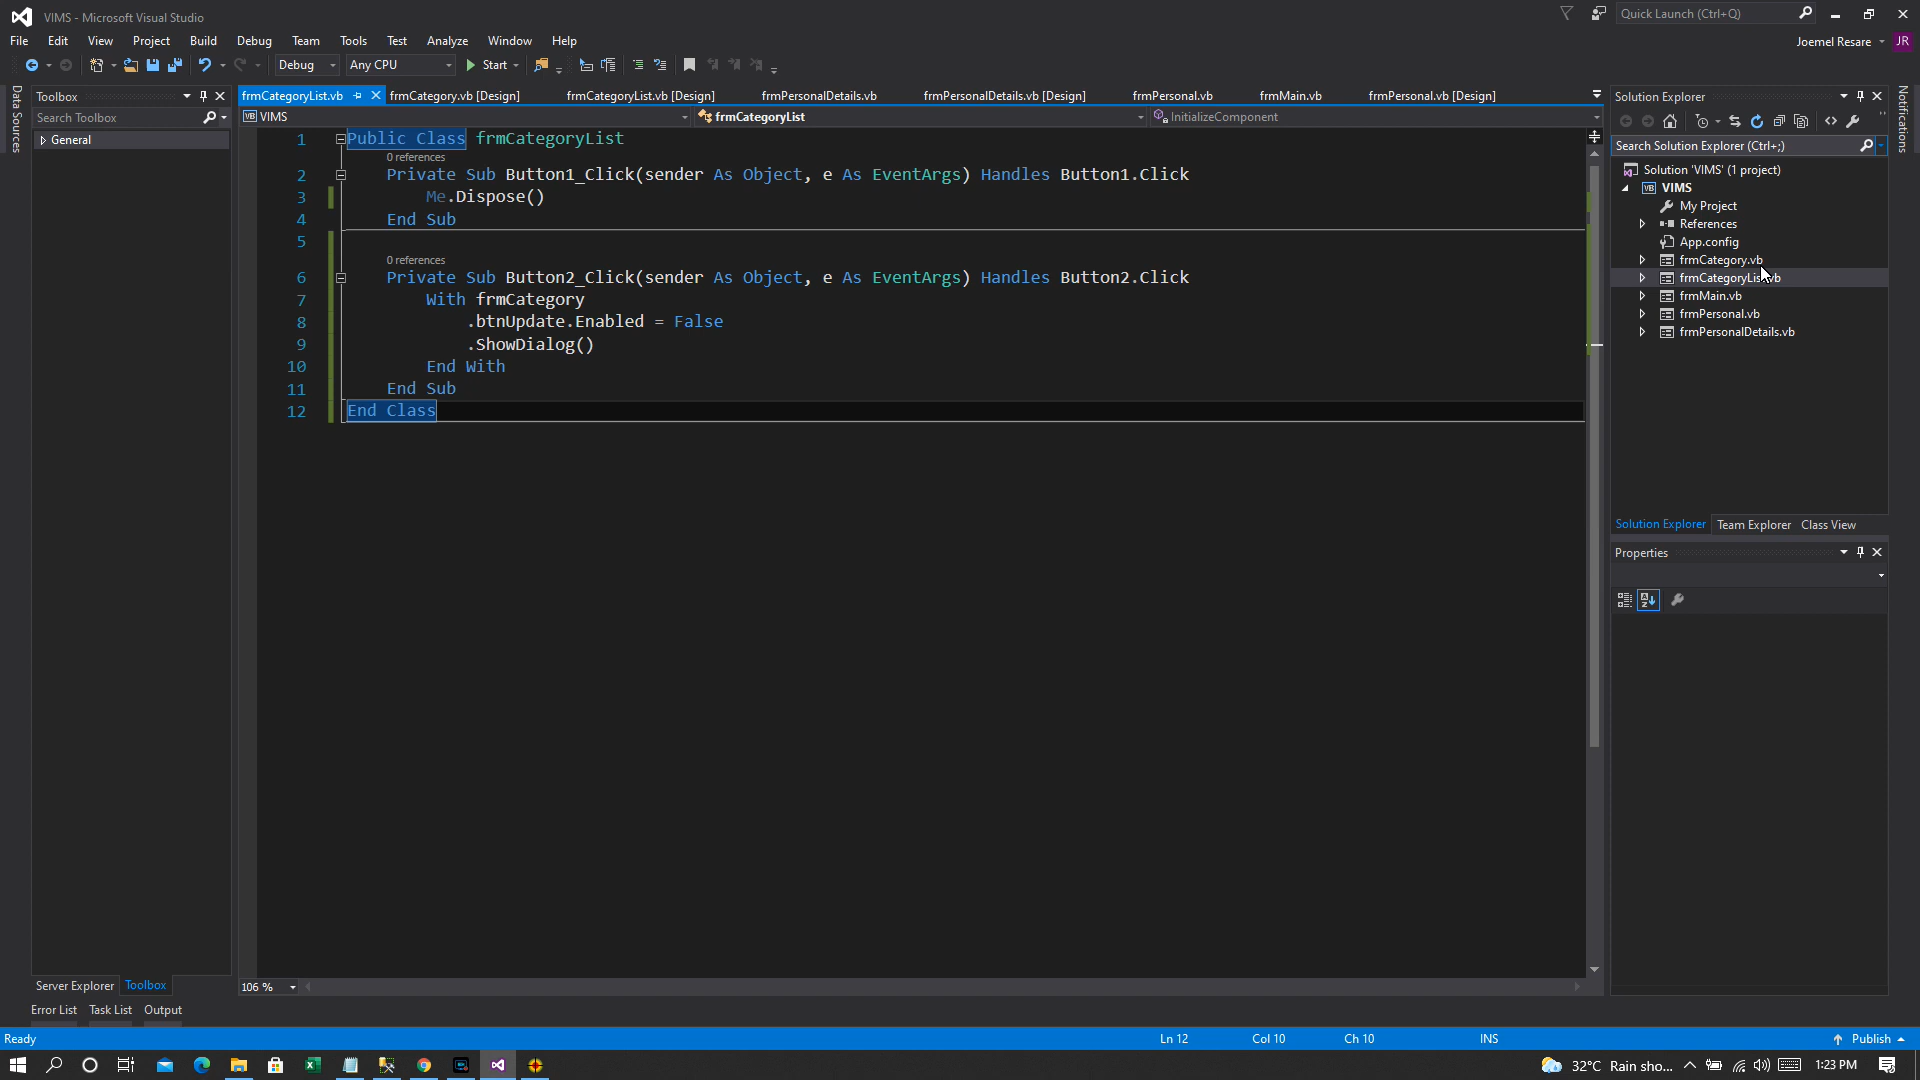 VIMS - Microsoft Visual Studio
Quick Launch (Ctrl+Q)
File Edit View Project Build Debug Team Tools Test Analyze Window Help
Joemel Resare JR
Debug Any CPU Start
Data Sources
Toolbox
Search Toolbox
General
frmCategoryList.vb frmCategory.vb [Design] frmCategoryList.vb [Design] frmPersonalDetails.vb frmPersonalDetails.vb [Design] frmPersonal.vb frmMain.vb frmPersonal.vb [Design]
VIMS frmCategoryList InitializeComponent
1 Public Class frmCategoryList
0 references
2 Private Sub Button1_Click(sender As Object, e As EventArgs) Handles Button1.Click
3 Me.Dispose()
4 End Sub
5
0 references
6 Private Sub Button2_Click(sender As Object, e As EventArgs) Handles Button2.Click
7 With frmCategory
8 .btnUpdate.Enabled = False
9 .ShowDialog()
10 End With
11 End Sub
12 End Class
106 %
Solution Explorer
Search Solution Explorer (Ctrl+;)
Solution 'VIMS' (1 project)
VB VIMS
My Project
References
App.config
frmCategory.vb
frmCategoryList.vb
frmMain.vb
frmPersonal.vb
frmPersonalDetails.vb
Solution Explorer Team Explorer Class View
Properties
Notifications
Server Explorer Toolbox
Error List Task List Output
Ready Ln 12 Col 10 Ch 10 INS Publish
32°C Rain sho... 1:23 PM